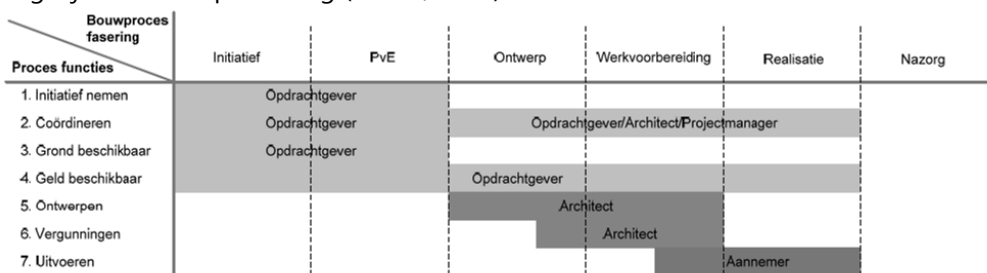 Bouwproces
fasering
Proces functies
Initiatief PvE Ontwerp Werkvoorbereiding Realisatie Nazorg
1. Initiatief nemen Opdrachtgever
2. Coördineren Opdrachtgever Opdrachtgever/Architect/Projectmanager
3. Grond beschikbaar Opdrachtgever
4. Geld beschikbaar Opdrachtgever
5. Ontwerpen Architect
6. Vergunningen Architect
7. Uitvoeren Aannemer